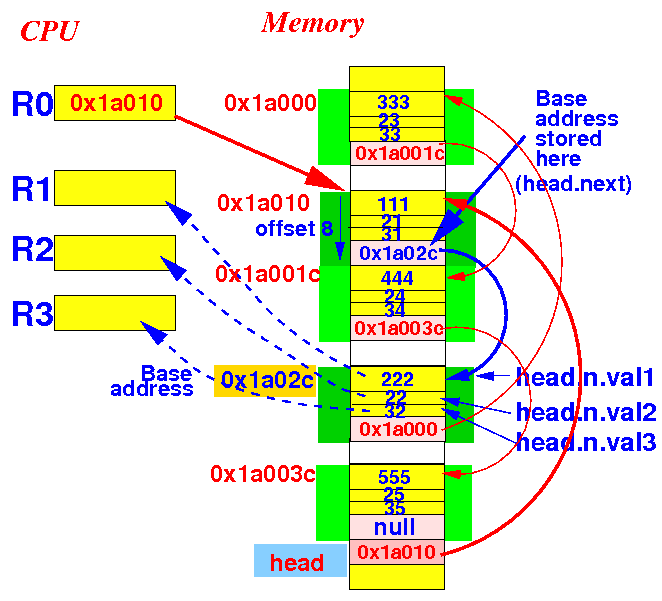 CPU
Memory
R0
0x1a010
R1
R2
R3
0x1a000
333
23
33
0x1a001c
Base
address
stored
here
(head.next)
0x1a010
111
21
31
offset 8
0x1a02c
0x1a001c
444
24
34
0x1a003c
Base
address
0x1a02c
222
22
32
0x1a000
head.n.val1
head.n.val2
head.n.val3
0x1a003c
555
25
35
null
head
0x1a010